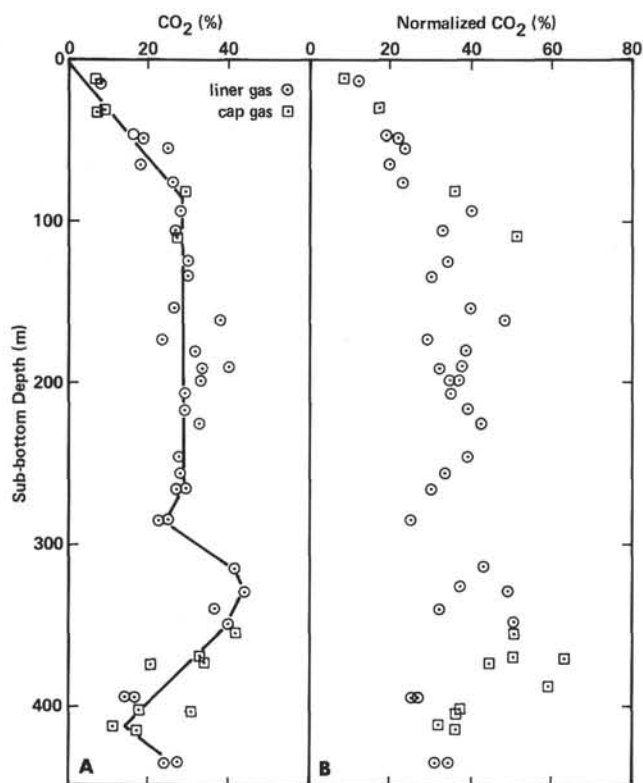 CO2 (%)
Normalized CO2 (%)
0 20 40 0 20 40 60 80
0
liner gas
cap gas
100
200
300
400
Sub-bottom Depth (m)
A
B